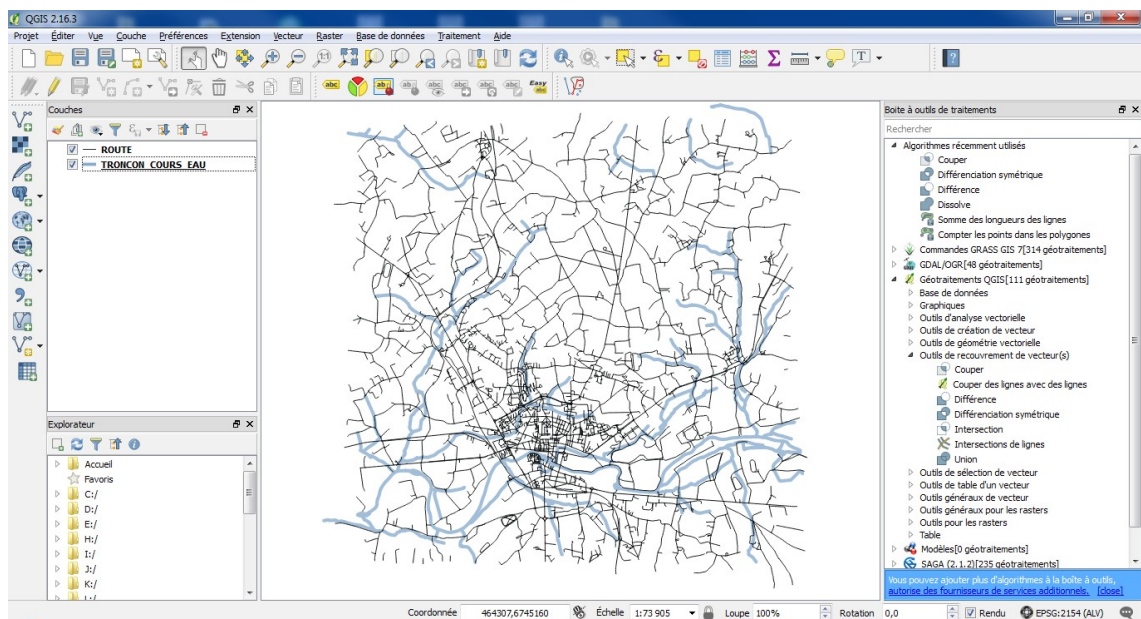 QGIS 2.16.3
Projet Éditer Vue Couche Préférences Extension Vecteur Raster Base de données Traitement Aide
Couches
ROUTE
TRONCON COURS EAU
Explorateur
Accueil
Favoris
C:/
D:/
E:/
H:/
I:/
J:/
K:/
Boîte à outils de traitements
Rechercher
Algorithmes récemment utilisés
Couper
Différenciation symétrique
Différence
Dissolve
Somme des longueurs des lignes
Compter les points dans les polygones
Commandes GRASS GIS 7[314 géotraitements]
GDAL/OGR[48 géotraitements]
Géotraitements QGIS[111 géotraitements]
Base de données
Graphiques
Outils d'analyse vectorielle
Outils de création de vecteur
Outils de géométrie vectorielle
Outils de recouvrement de vecteur(s)
Couper
Couper des lignes avec des lignes
Différence
Différenciation symétrique
Intersection
Intersections de lignes
Union
Outils de sélection de vecteur
Outils de table d'un vecteur
Outils généraux de vecteur
Outils généraux pour les rasters
Outils pour les rasters
Table
Modèles[0 géotraitements]
SAGA (2.1.2)[235 géotraitements]
Vous pouvez ajouter plus d'algorithmes à la boîte à outils,
autorise des fournisseurs de services additionnels. [close]
Coordonnée 464307,6745160 Échelle 1:73 905 Loupe 100% Rotation 0,0 Rendu EPSG:2154 (ALV)